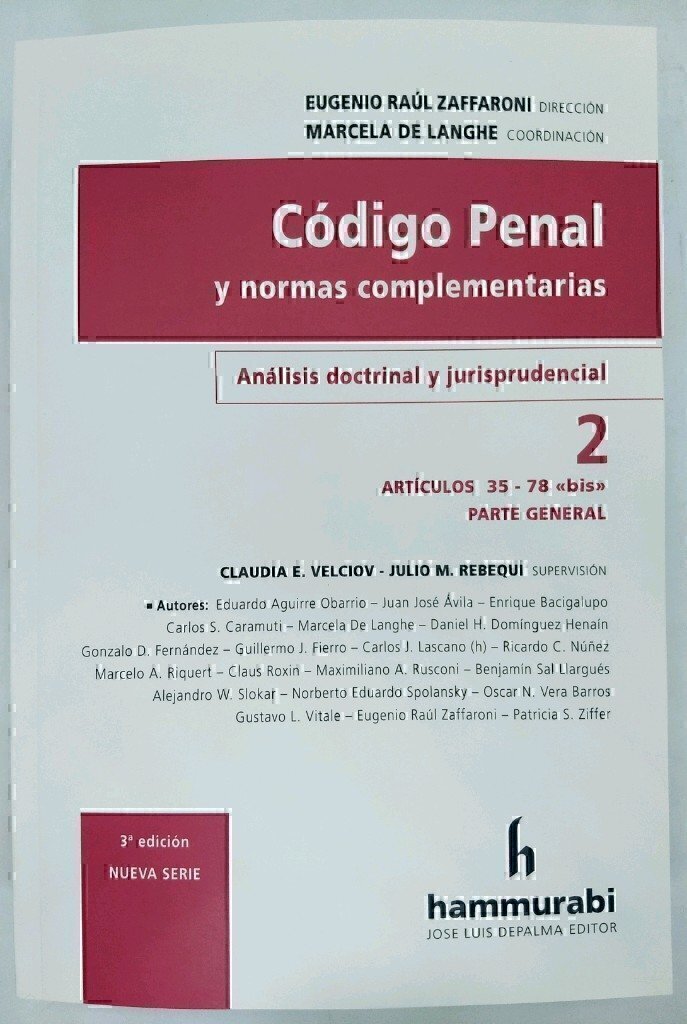 EUGENIO RAÚL ZAFFARONI DIRECCIÓN
MARCELA DE LANGHE COORDINACIÓN
Código Penal
y normas complementarias
Análisis doctrinal y jurisprudencial
2
ARTÍCULOS 35 - 78 «bis»
PARTE GENERAL
CLAUDIA E. VELCIOV - JULIO M. REBEQUI SUPERVISIÓN
▪ Autores: Eduardo Aguirre Obarrio – Juan José Ávila – Enrique Bacigalupo
Carlos S. Caramuti – Marcela De Langhe – Daniel H. Domínguez Henaín
Gonzalo D. Fernández – Guillermo J. Fierro – Carlos J. Lascano (h) – Ricardo C. Núñez
Marcelo A. Riquert – Claus Roxin – Maximiliano A. Rusconi – Benjamín Sal Llargués
Alejandro W. Slokar – Norberto Eduardo Spolansky – Oscar N. Vera Barros
Gustavo L. Vitale – Eugenio Raúl Zaffaroni – Patricia S. Ziffer
3ª edición
NUEVA SERIE
h
hammurabi
JOSE LUIS DEPALMA EDITOR